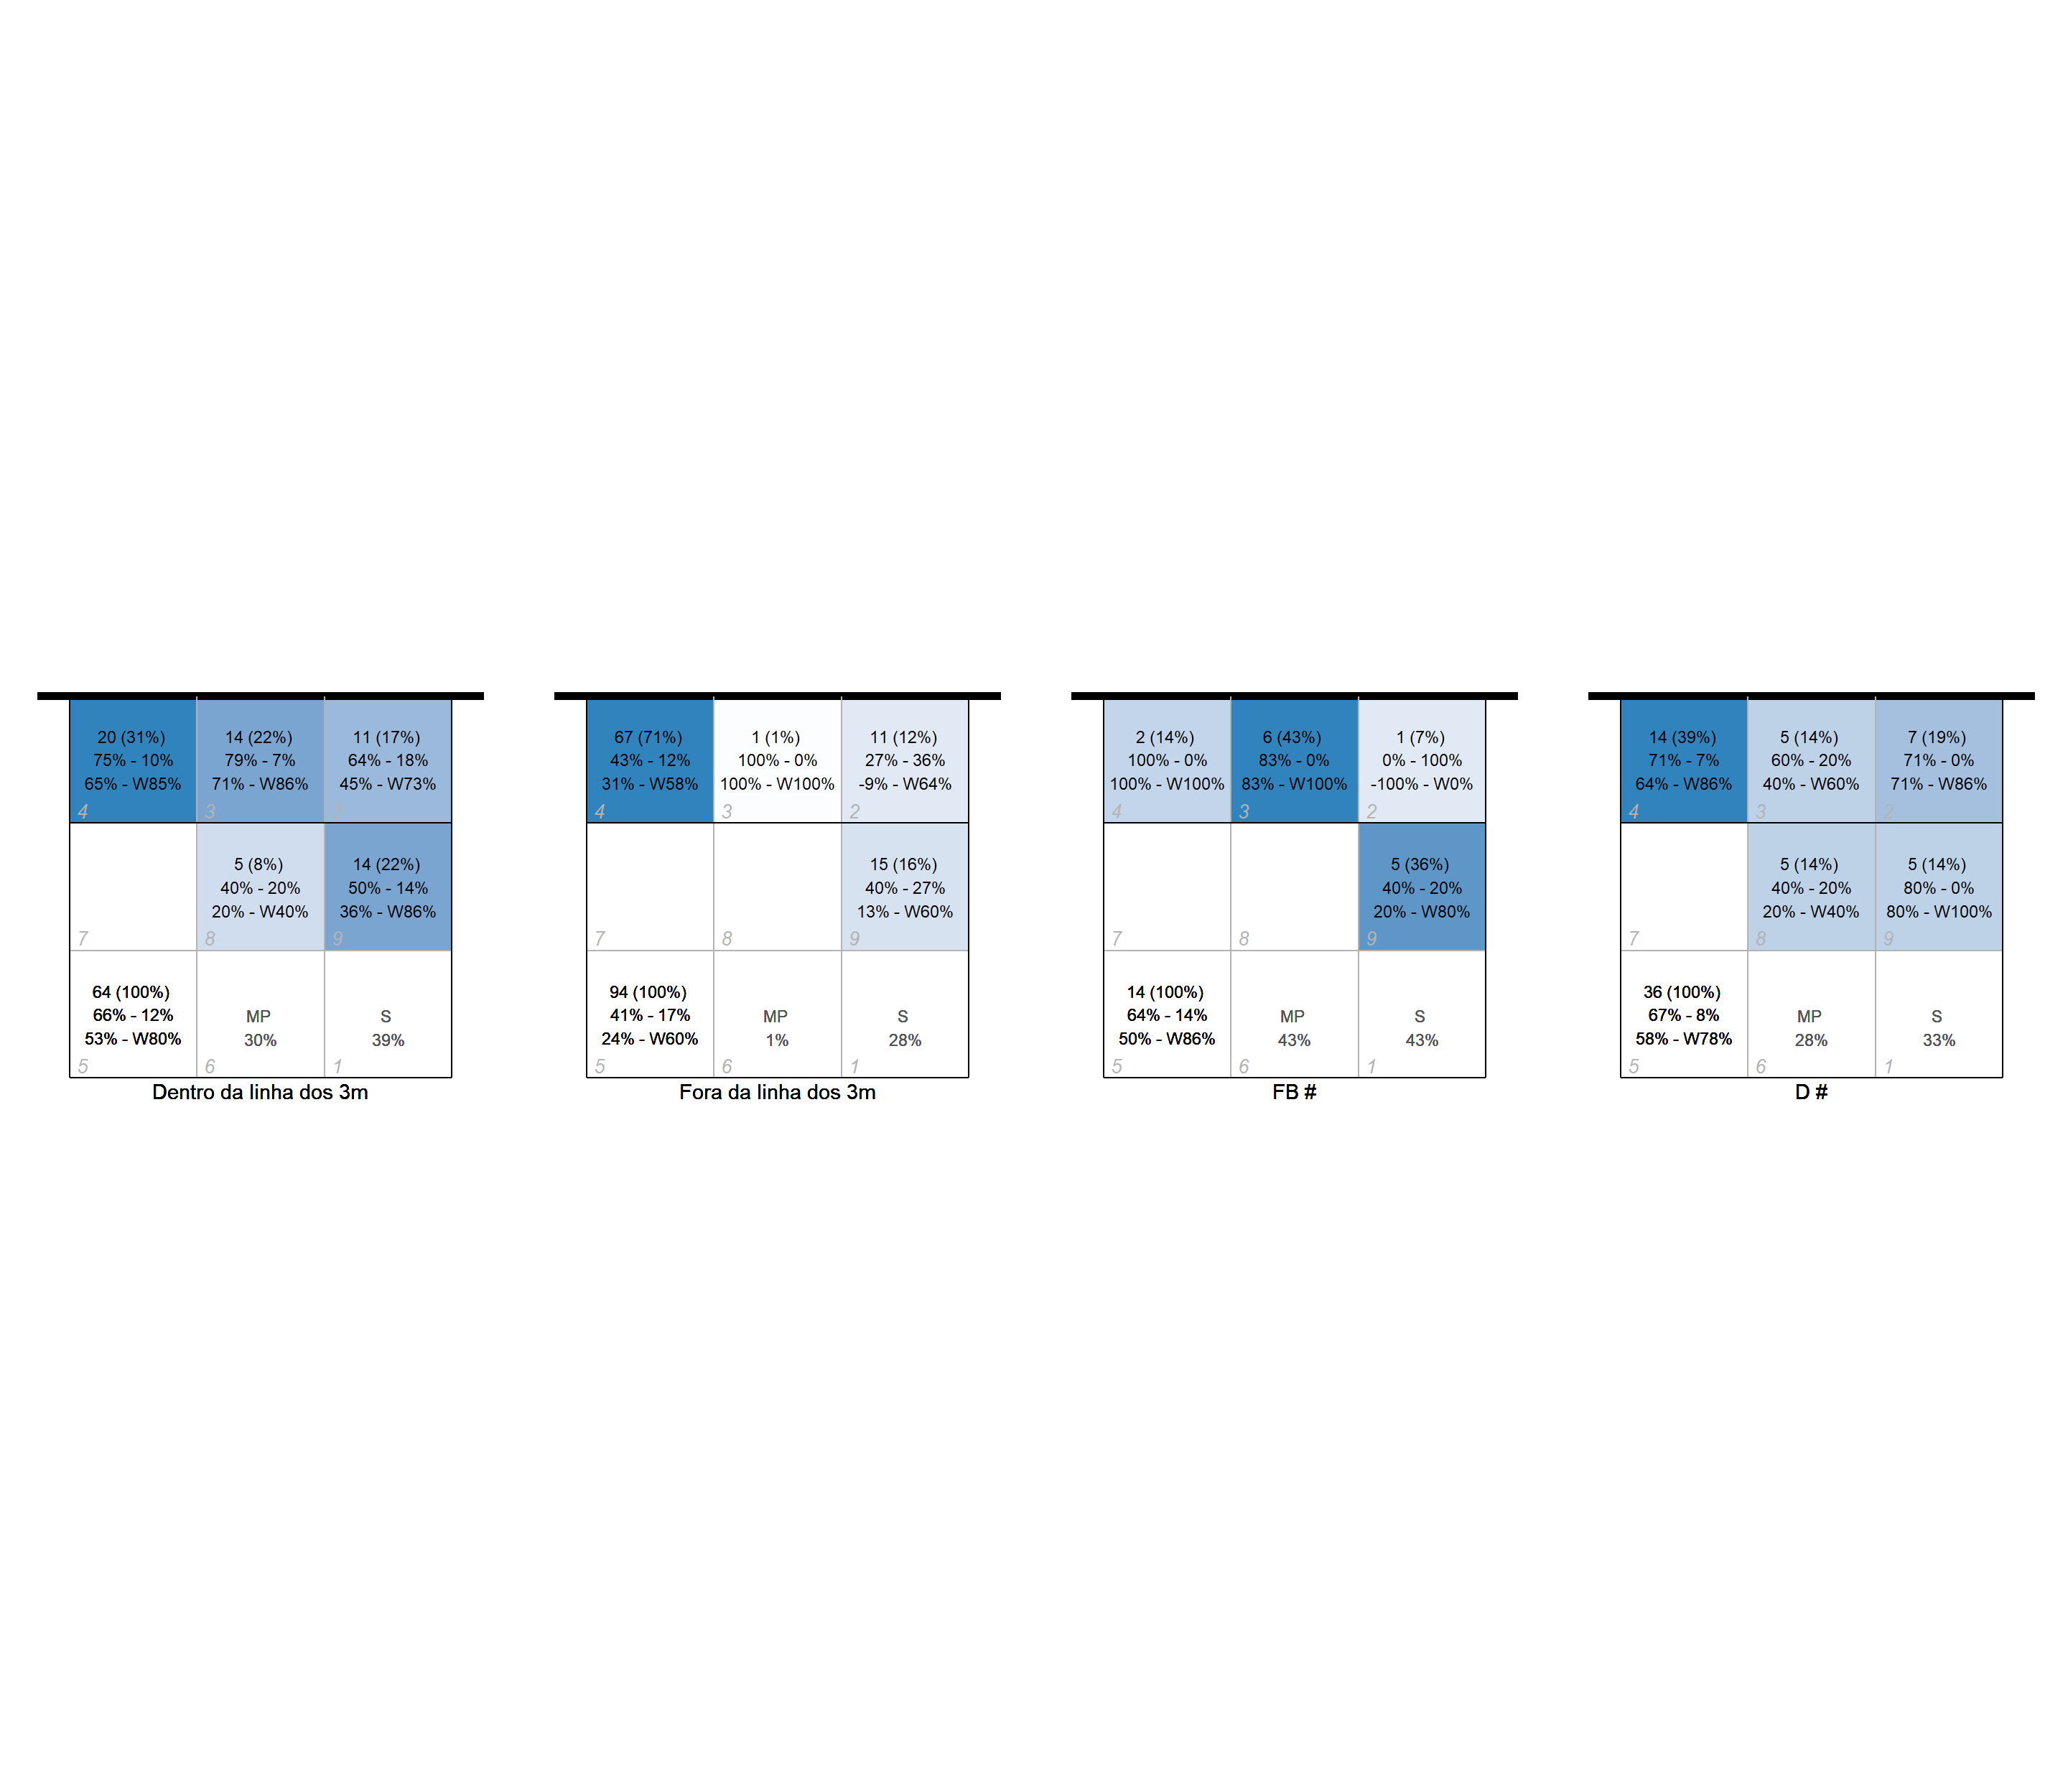 20 (31%)
75% - 10%
65% - W85%
4
14 (22%)
79% - 7%
71% - W86%
3
11 (17%)
64% - 18%
45% - W73%
7
5 (8%)
40% - 20%
20% - W40%
8
14 (22%)
50% - 14%
36% - W86%
9
64 (100%)
66% - 12%
53% - W80%
5
MP
30%
6
S
39%
1
Dentro da linha dos 3m
67 (71%)
43% - 12%
31% - W58%
4
1 (1%)
100% - 0%
100% - W100%
3
11 (12%)
27% - 36%
-9% - W64%
2
7
8
15 (16%)
40% - 27%
13% - W60%
9
94 (100%)
41% - 17%
24% - W60%
5
MP
1%
6
S
28%
1
Fora da linha dos 3m
2 (14%)
100% - 0%
100% - W100%
4
6 (43%)
83% - 0%
83% - W100%
3
1 (7%)
0% - 100%
-100% - W0%
2
7
8
5 (36%)
40% - 20%
20% - W80%
9
14 (100%)
64% - 14%
50% - W86%
5
MP
43%
6
S
43%
1
FB #
14 (39%)
71% - 7%
64% - W86%
4
5 (14%)
60% - 20%
40% - W60%
3
7 (19%)
71% - 0%
71% - W86%
2
7
5 (14%)
40% - 20%
20% - W40%
8
5 (14%)
80% - 0%
80% - W100%
9
36 (100%)
67% - 8%
58% - W78%
5
MP
28%
6
S
33%
1
D #